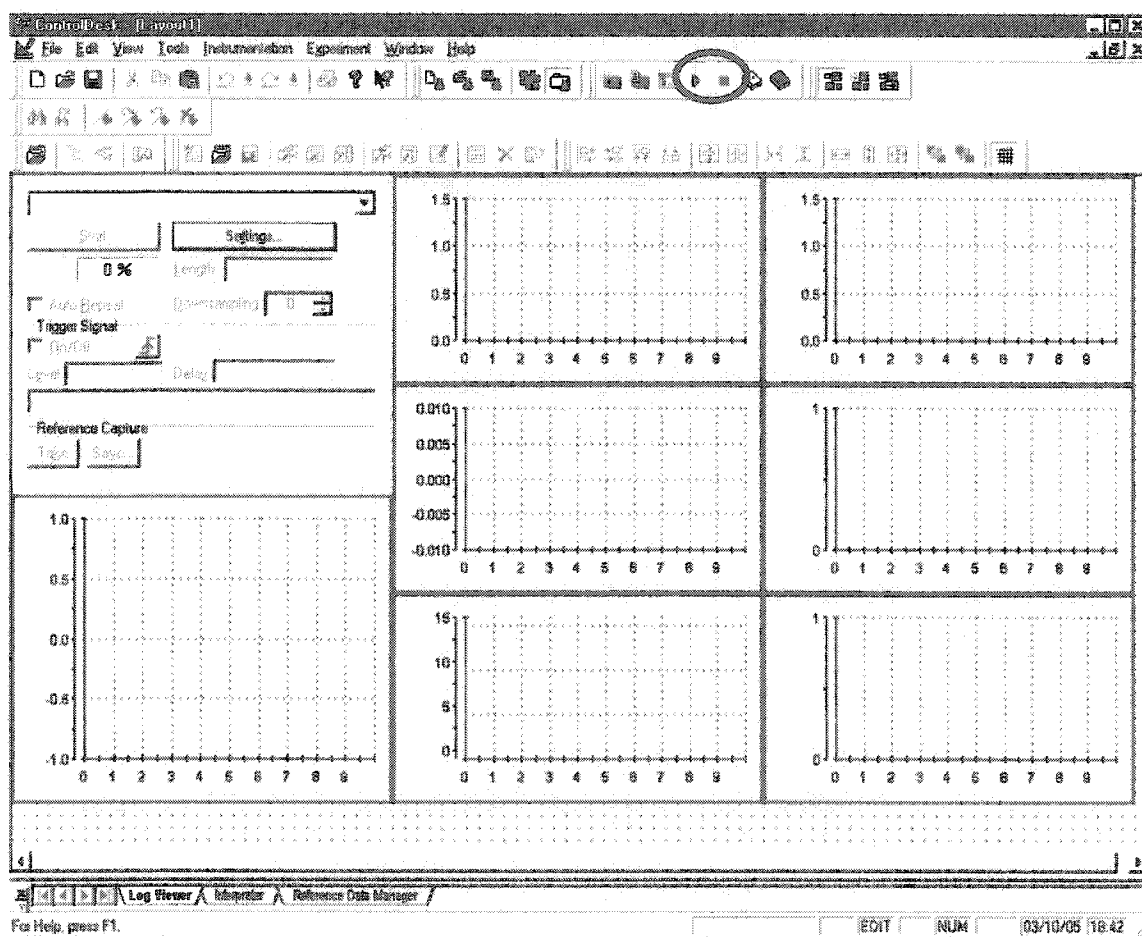 ControlDesk - [Layout1]
File Edit View Tools Instrumentation Experiment Window Help
Start Settings...
0 % Length
Auto Repeat Downsampling 0
Trigger Signal
On/Off
Level Delay
Reference Capture
Take Save...
1.0
0.5
0.0
-0.5
-1.0
0 1 2 3 4 5 6 7 8 9
1.5
1.0
0.5
0.0
0 1 2 3 4 5 6 7 8 9
1.5
1.0
0.5
0.0
0 1 2 3 4 5 6 7 8 9
0.010
0.005
0.000
-0.005
-0.010
0 1 2 3 4 5 6 7 8 9
1
0
0 1 2 3 4 5 6 7 8 9
15
10
5
0
0 1 2 3 4 5 6 7 8 9
1
0
0 1 2 3 4 5 6 7 8 9
Log Viewer Interpreter Reference Data Manager
For Help, press F1. EDIT NUM 03/10/05 18:42